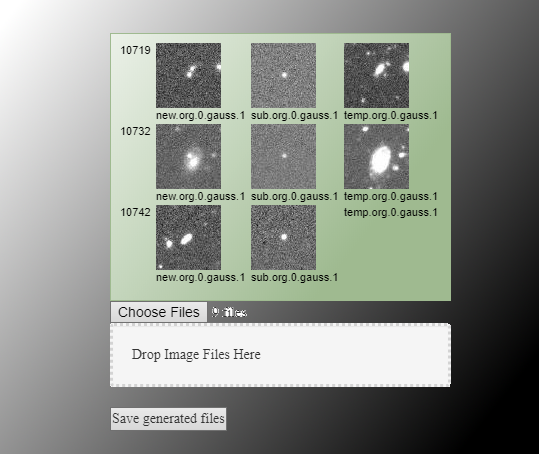 10719
new.org.0.gauss.1 sub.org.0.gauss.1 temp.org.0.gauss.1
10732
new.org.0.gauss.1 sub.org.0.gauss.1 temp.org.0.gauss.1
10742 temp.org.0.gauss.1
new.org.0.gauss.1 sub.org.0.gauss.1
Choose Files 9 files
Drop Image Files Here
Save generated files